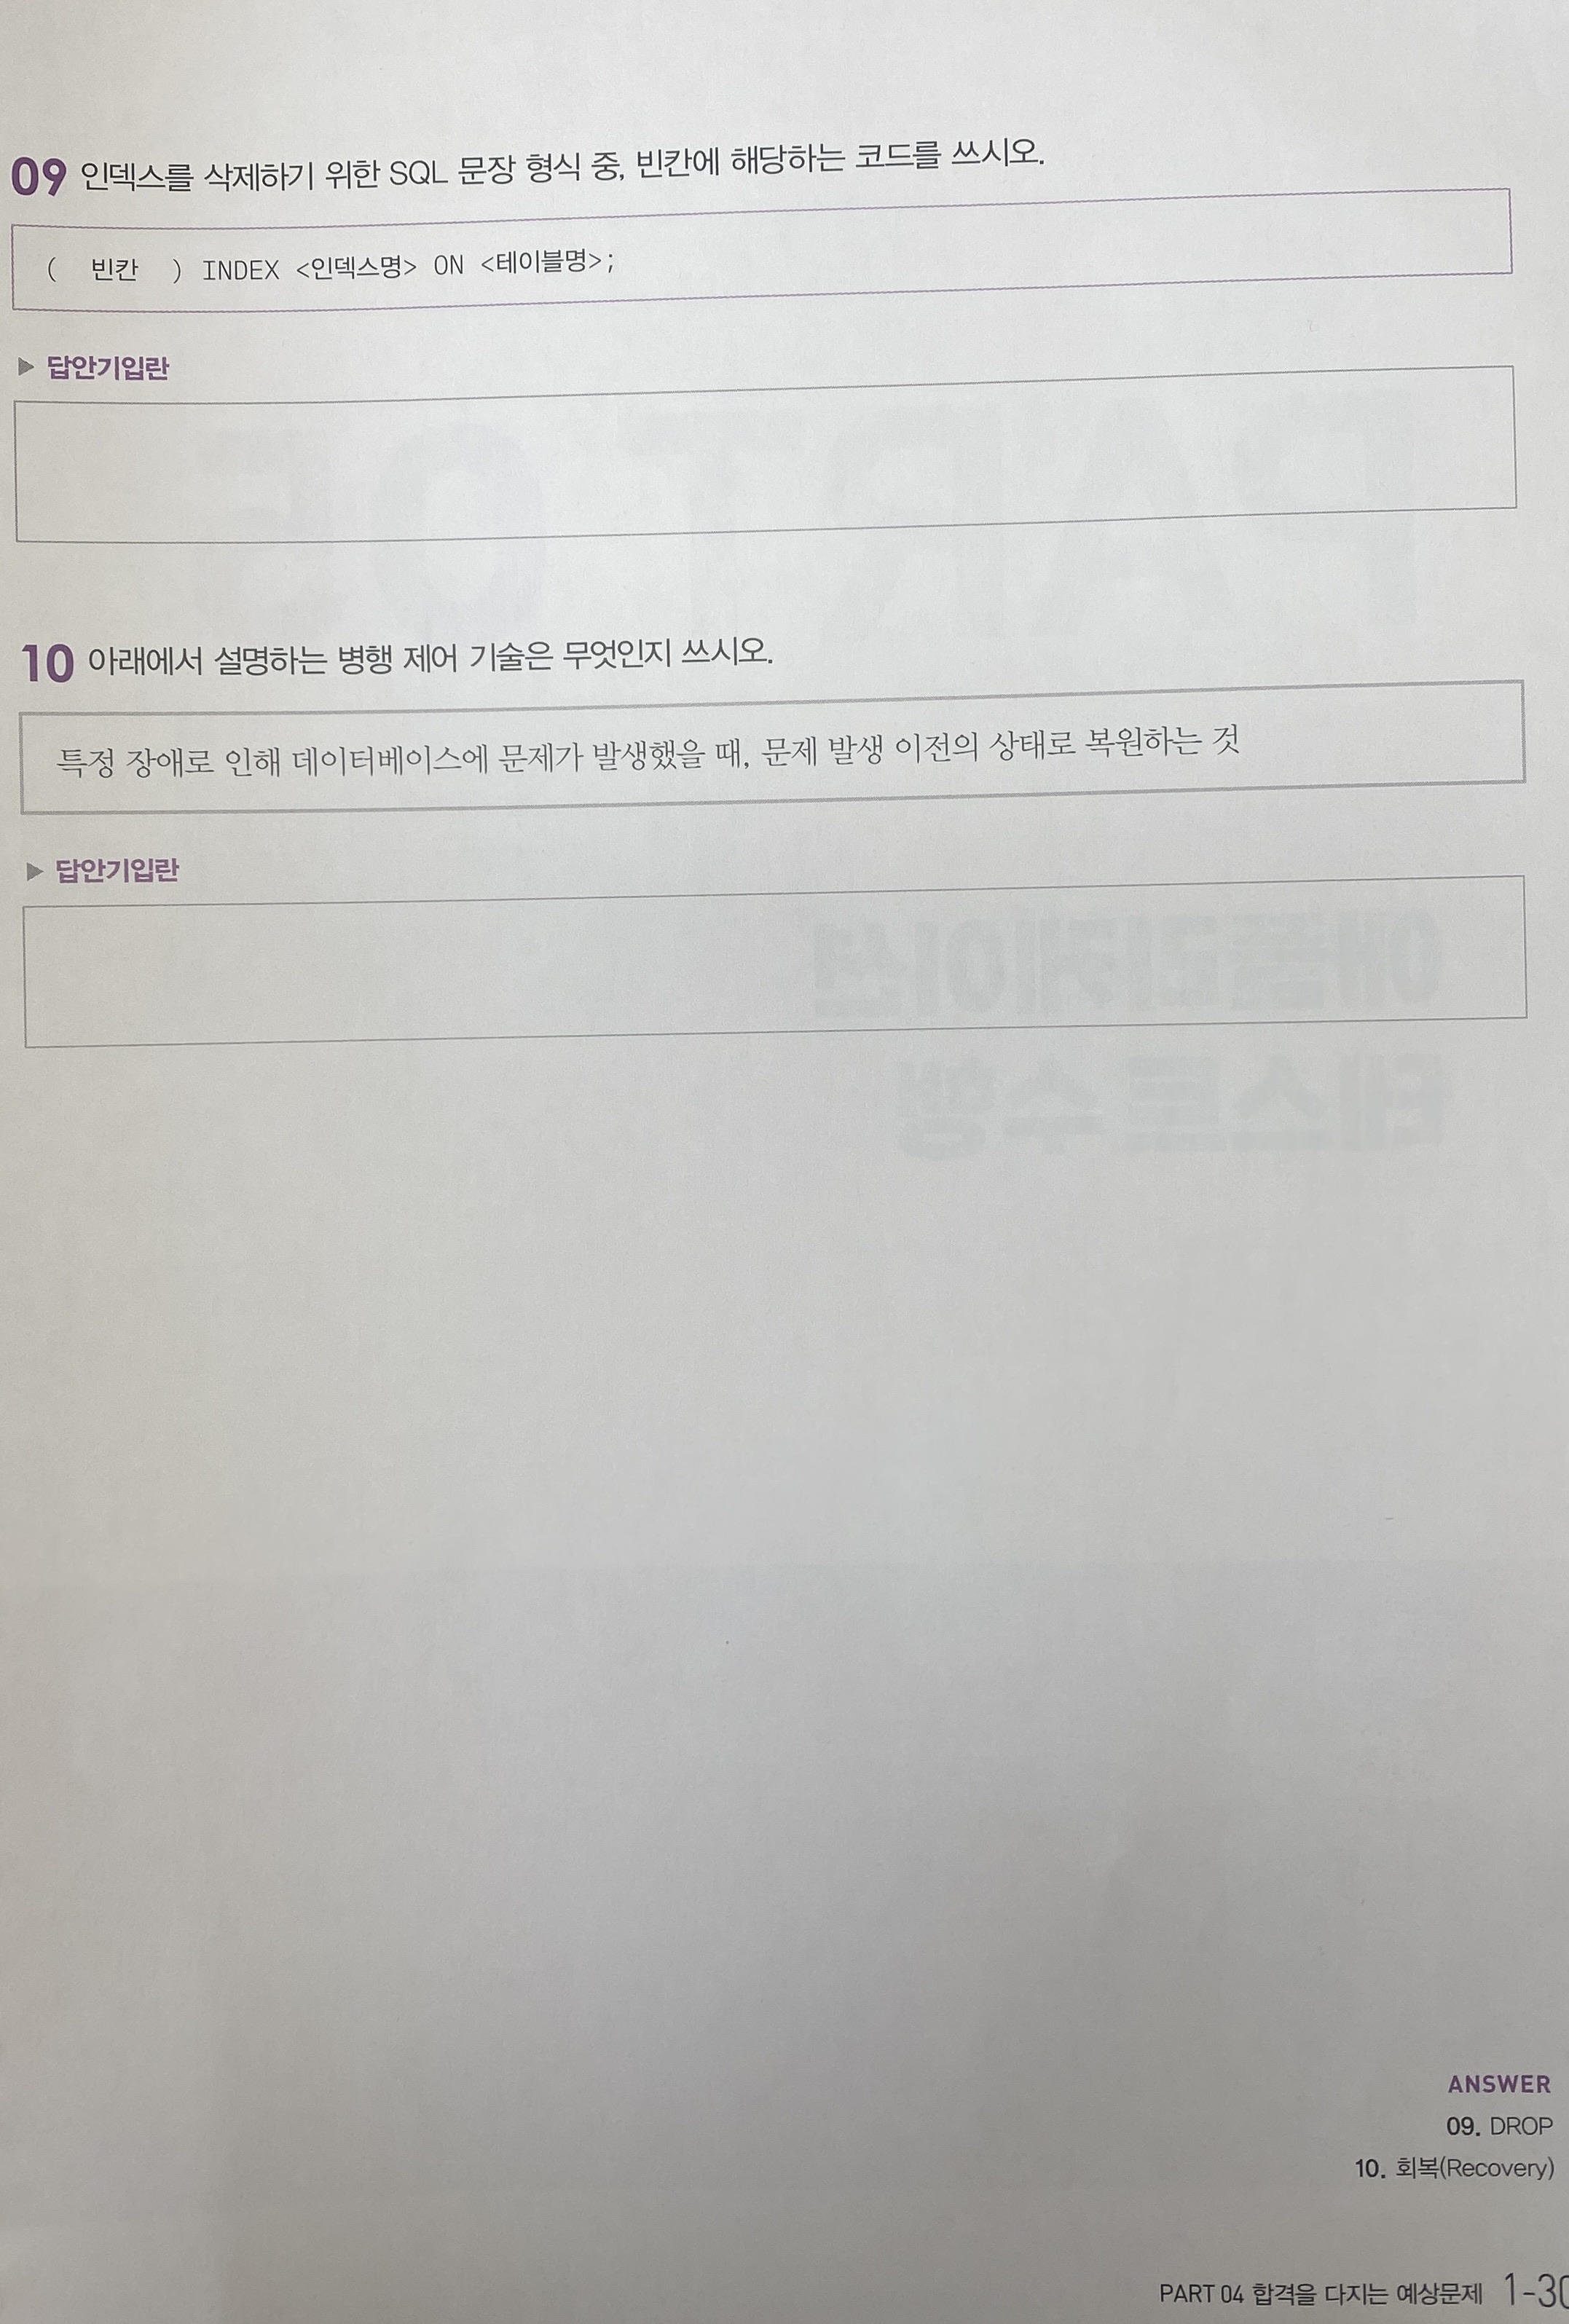 09 인덱스를 삭제하기 위한 SQL 문장 형식 중, 빈칸에 해당하는 코드를 쓰시오.
( 빈칸 ) INDEX <인덱스명> ON <테이블명>;
▶ 답안기입란
10 아래에서 설명하는 병행 제어 기술은 무엇인지 쓰시오.
특정 장애로 인해 데이터베이스에 문제가 발생했을 때, 문제 발생 이전의 상태로 복원하는 것
▶ 답안기입란
ANSWER
09. DROP
10. 회복(Recovery)
PART 04 합격을 다지는 예상문제